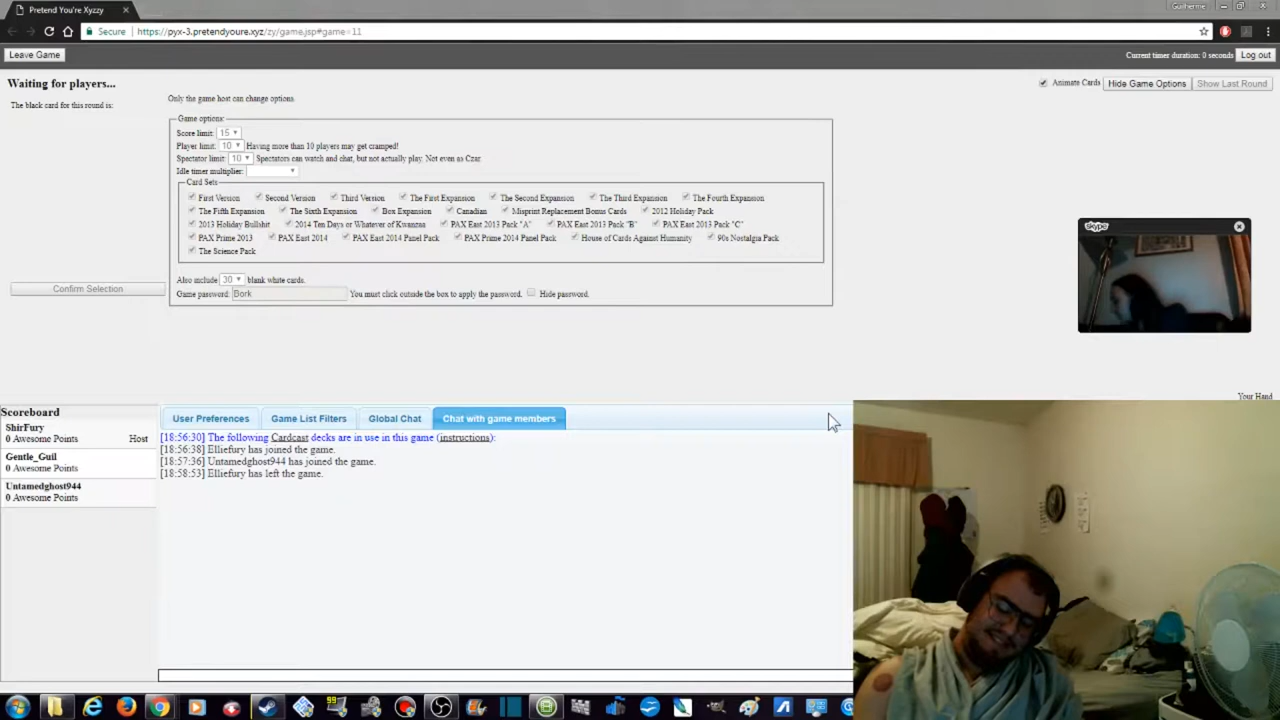 Pretend You're Xyzzy
Guilherme
Secure https://pyx-3.pretendyoure.xyz/zy/game.jsp#game=11
Leave Game
Current timer duration: 0 seconds Log out
Waiting for players...
Animate Cards Hide Game Options Show Last Round
The black card for this round is:
Only the game host can change options.
Game options:
Score limit: 15
Player limit: 10 Having more than 10 players may get cramped!
Spectator limit: 10 Spectators can watch and chat, but not actually play. Not even as Czar.
Idle timer multiplier:
Card Sets
First Version Second Version Third Version The First Expansion The Second Expansion The Third Expansion The Fourth Expansion
The Fifth Expansion The Sixth Expansion Box Expansion Canadian Misprint Replacement Bonus Cards 2012 Holiday Pack
2013 Holiday Bullshit 2014 Ten Days or Whatever of Kwanzaa PAX East 2013 Pack "A" PAX East 2013 Pack "B" PAX East 2013 Pack "C"
PAX Prime 2013 PAX East 2014 PAX East 2014 Panel Pack PAX Prime 2014 Panel Pack House of Cards Against Humanity 90s Nostalgia Pack
The Science Pack
Also include 30 blank white cards.
Game password: Bork You must click outside the box to apply the password. Hide password.
Confirm Selection
skype
Your Hand
Scoreboard
ShirFury
0 Awesome Points Host
Gentle_Guil
0 Awesome Points
Untamedghost944
0 Awesome Points
User Preferences Game List Filters Global Chat Chat with game members
[18:56:30] The following Cardcast decks are in use in this game (instructions):
[18:56:38] Elliefury has joined the game.
[18:57:36] Untamedghost944 has joined the game.
[18:58:53] Elliefury has left the game.
99